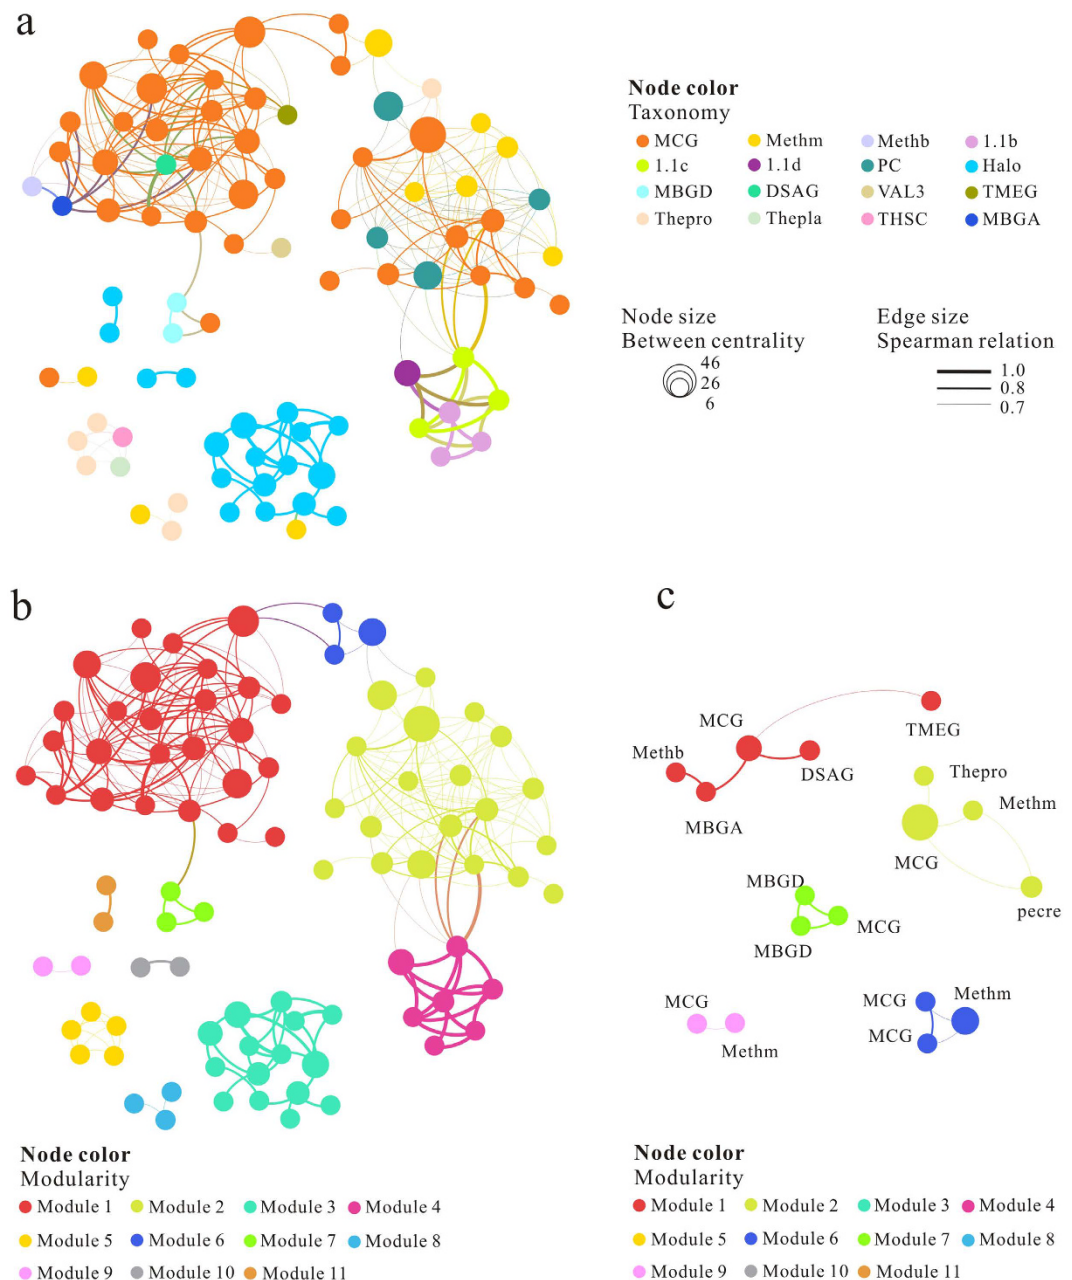 a
Node color
Taxonomy
MCG Methm Methb 1.1b
1.1c 1.1d PC Halo
MBGD DSAG VAL3 TMEG
Thepro Thepla THSC MBGA
Node size
Between centrality
46
26
6
Edge size
Spearman relation
1.0
0.8
0.7
b
Node color
Modularity
Module 1 Module 2 Module 3 Module 4
Module 5 Module 6 Module 7 Module 8
Module 9 Module 10 Module 11
c
MCG
TMEG
Methb
DSAG
MBGA
Thepro
Methm
MCG
pecre
MBGD
MCG
MBGD
MCG
Methm
MCG
Methm
MCG
Node color
Modularity
Module 1 Module 2 Module 3 Module 4
Module 5 Module 6 Module 7 Module 8
Module 9 Module 10 Module 11